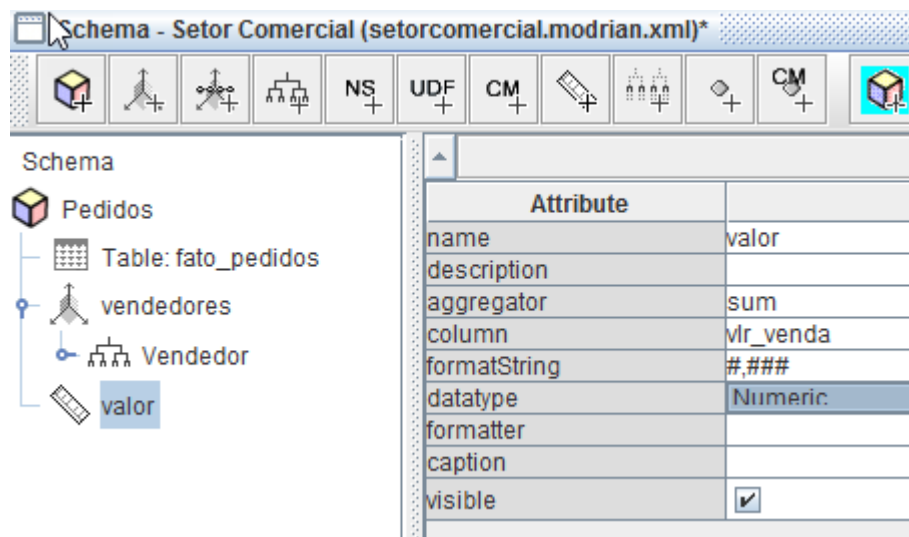 Schema - Setor Comercial (setorcomercial.modrian.xml)*
NS UDF CM CM
Schema
Pedidos
Table: fato_pedidos
vendedores
Vendedor
valor
Attribute
name valor
description
aggregator sum
column vlr_venda
formatString #,###
datatype Numeric
formatter
caption
visible